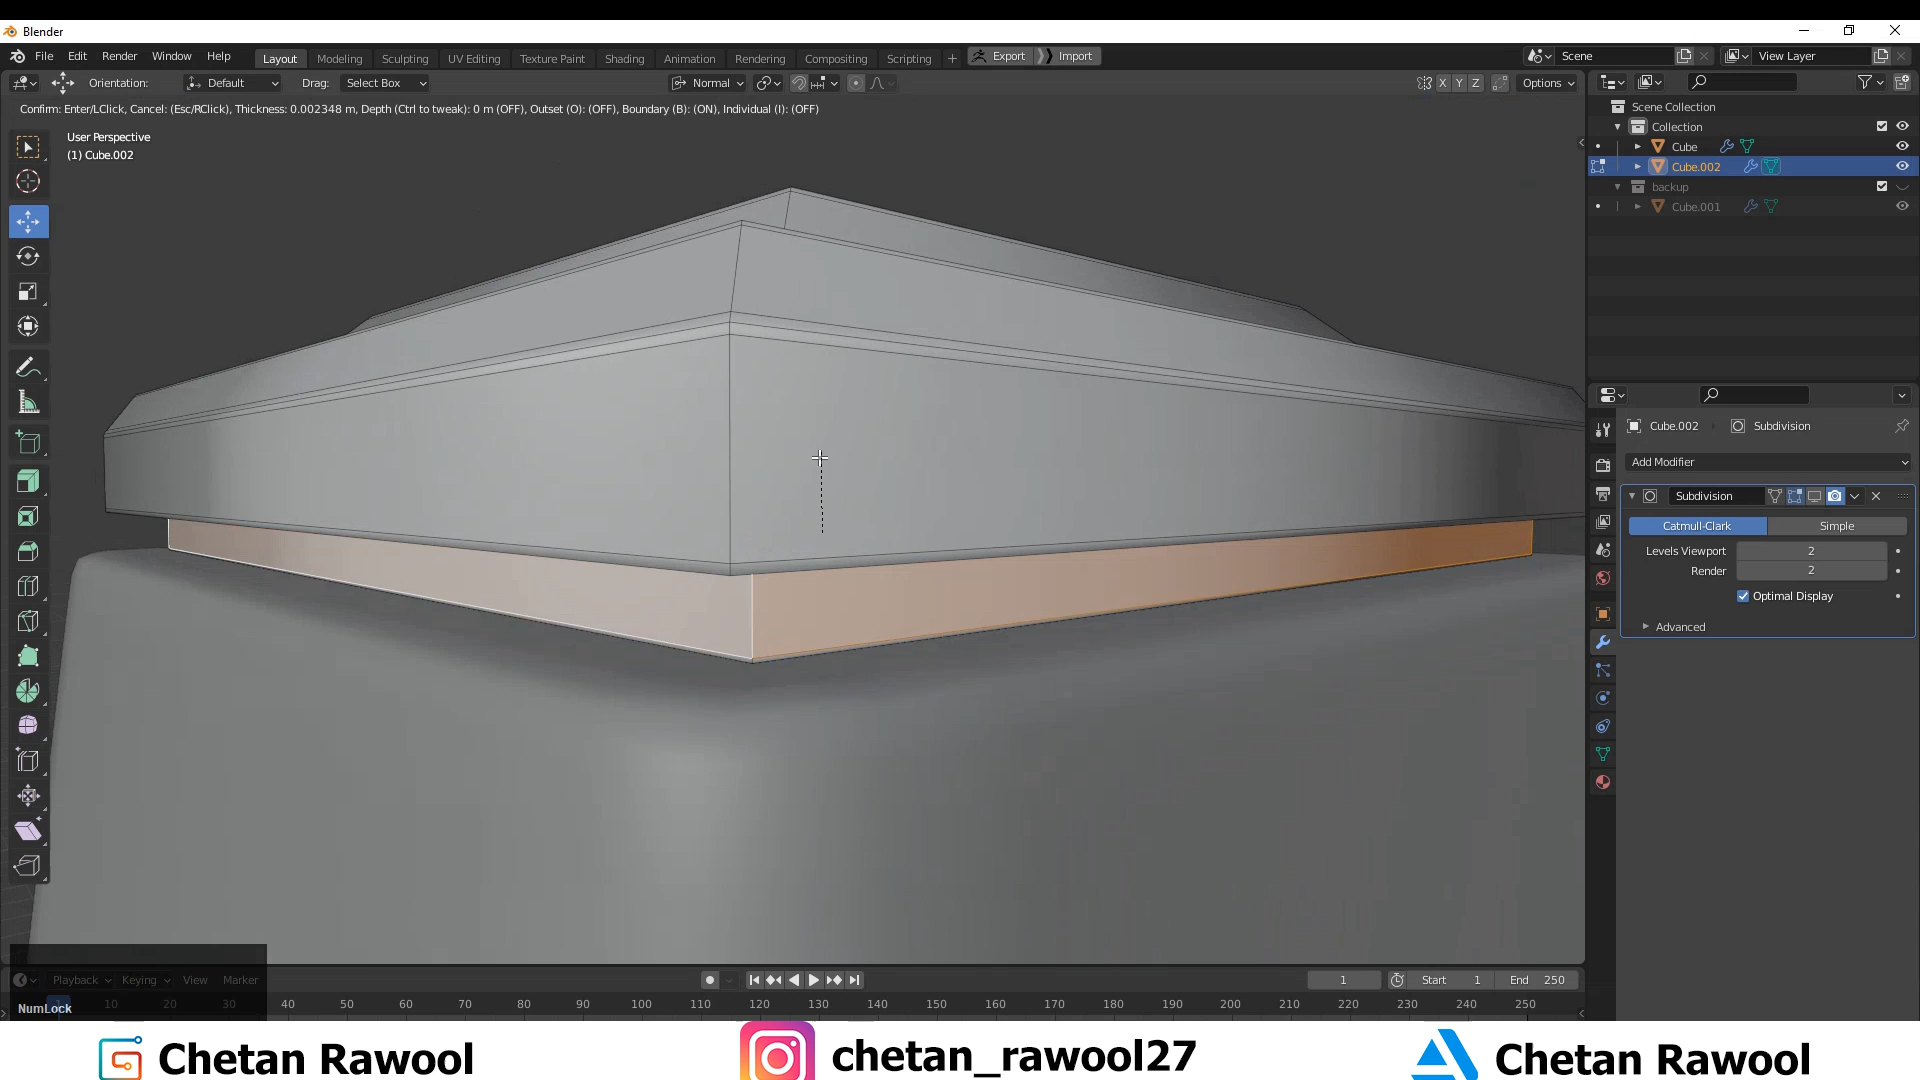 Blender
File Edit Render Window Help Layout Modeling Sculpting UV Editing Texture Paint Shading Animation Rendering Compositing Scripting + Export Import Scene View Layer
Orientation: Default Drag: Select Box Normal X Y Z Options
Confirm: Enter/LClick, Cancel: (Esc/RClick), Thickness: 0.002348 m, Depth (Ctrl to tweak): 0 m (OFF), Outset (O): (OFF), Boundary (B): (ON), Individual (I): (OFF)
User Perspective
(1) Cube.002
Scene Collection
Collection
Cube
Cube.002
backup
Cube.001
Cube.002 Subdivision
Add Modifier
Subdivision
Catmull-Clark Simple
Levels Viewport 2
Render 2
Optimal Display
Advanced
Playback Keying View Marker 1 Start 1 End 250
1 10 20 30 40 50 60 70 80 90 100 110 120 130 140 150 160 170 180 190 200 210 220 230 240 250
NumLock
Chetan Rawool chetan_rawool27 Chetan Rawool